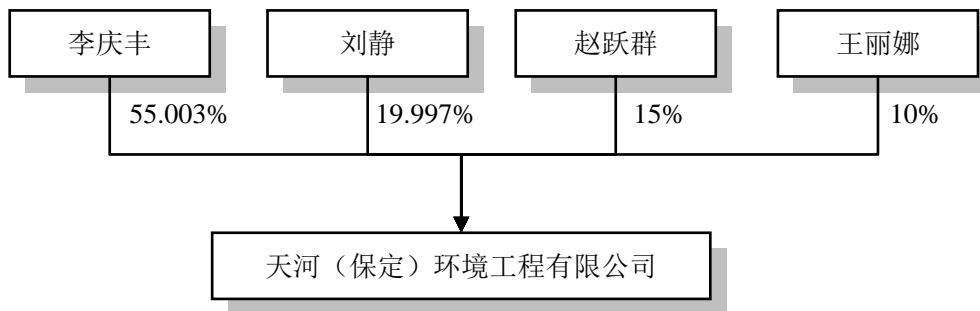 李庆丰
刘静
赵跃群
王丽娜
55.003%
19.997%
15%
10%
天河（保定）环境工程有限公司